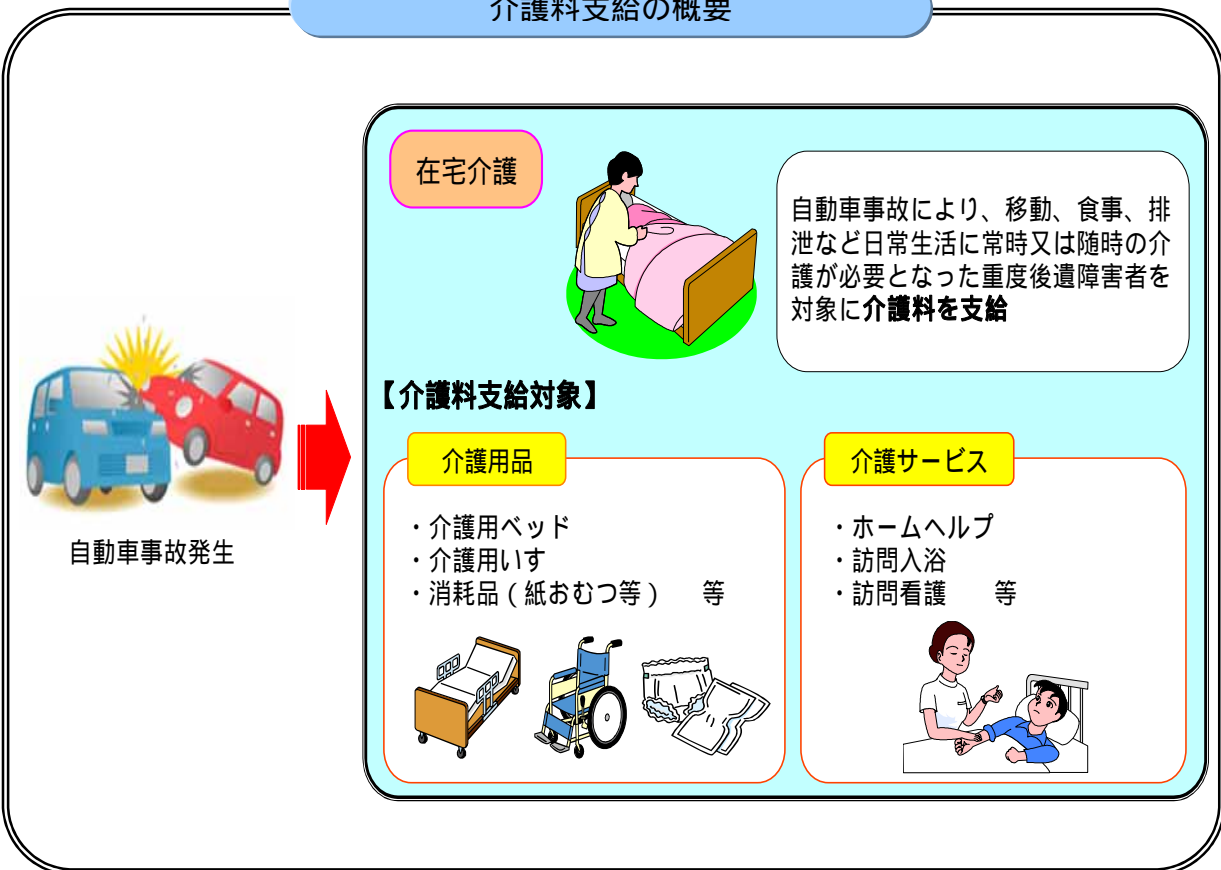 介護料支給の概要
在宅介護
自動車事故により、移動、食事、排
泄など日常生活に常時又は随時の介
護が必要となった重度後遺障害者を
対象に介護料を支給
自動車事故発生
【介護料支給対象】
介護用品
・介護用ベッド
・介護用いす
・消耗品(紙おむつ等) 等
介護サービス
・ホームヘルプ
・訪問入浴
・訪問看護 等